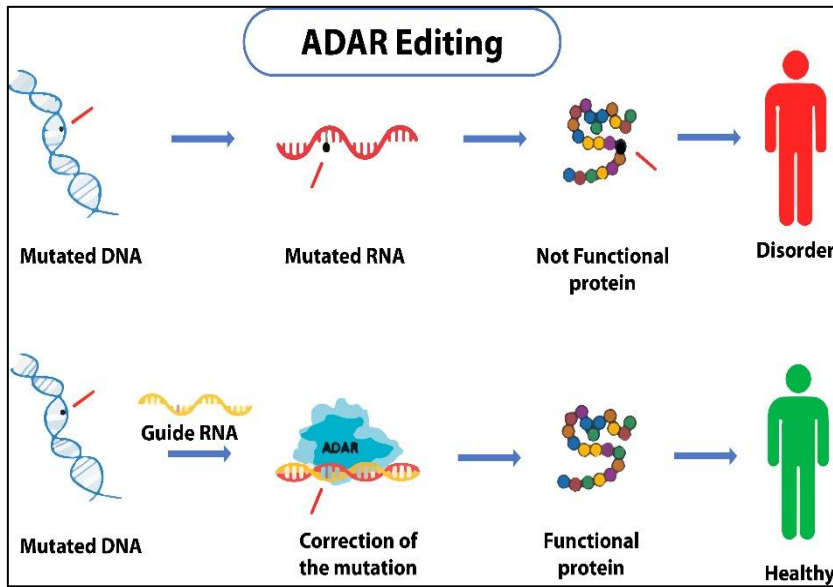 ADAR Editing
Mutated DNA
Mutated RNA
Not Functional
protein
Disorder
Guide RNA
ADAR
Mutated DNA
Correction of
the mutation
Functional
protein
Healthy